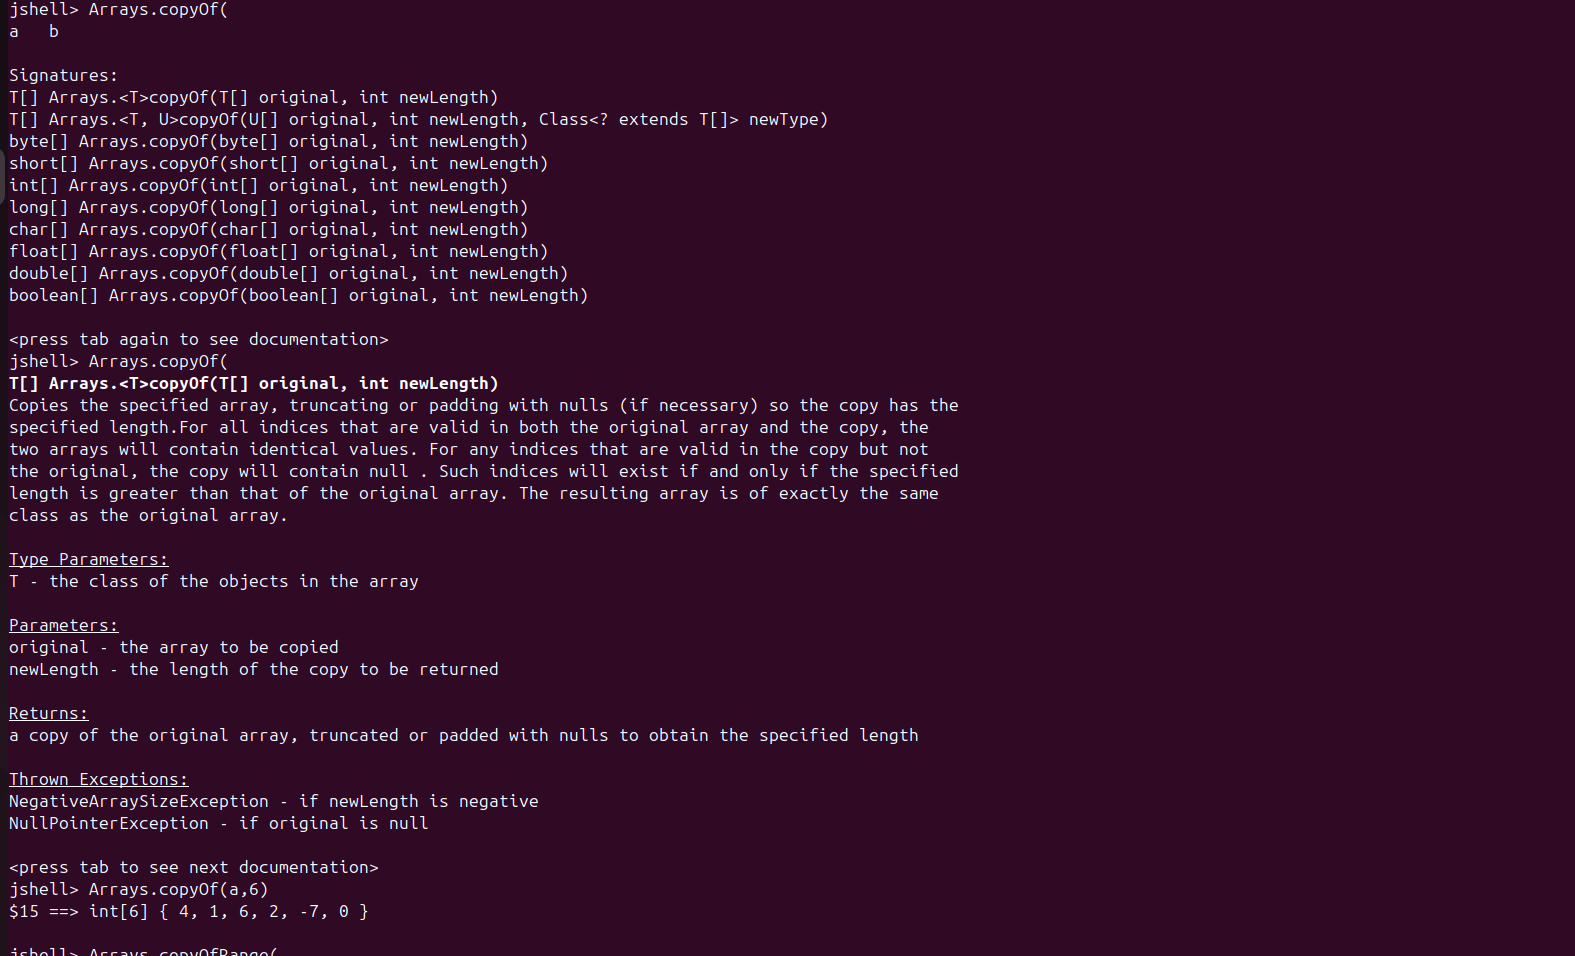 jshell> Arrays.copyOf(
a   b
Signatures:
T[] Arrays.<T>copyOf(T[] original, int newLength)
T[] Arrays.<T, U>copyOf(U[] original, int newLength, Class<? extends T[]> newType)
byte[] Arrays.copyOf(byte[] original, int newLength)
short[] Arrays.copyOf(short[] original, int newLength)
int[] Arrays.copyOf(int[] original, int newLength)
long[] Arrays.copyOf(long[] original, int newLength)
char[] Arrays.copyOf(char[] original, int newLength)
float[] Arrays.copyOf(float[] original, int newLength)
double[] Arrays.copyOf(double[] original, int newLength)
boolean[] Arrays.copyOf(boolean[] original, int newLength)
<press tab again to see documentation>
jshell> Arrays.copyOf(
T[] Arrays.<T>copyOf(T[] original, int newLength)
Copies the specified array, truncating or padding with nulls (if necessary) so the copy has the
specified length.For all indices that are valid in both the original array and the copy, the
two arrays will contain identical values. For any indices that are valid in the copy but not
the original, the copy will contain null . Such indices will exist if and only if the specified
length is greater than that of the original array. The resulting array is of exactly the same
class as the original array.
Type Parameters:
T - the class of the objects in the array
Parameters:
original - the array to be copied
newLength - the length of the copy to be returned
Returns:
a copy of the original array, truncated or padded with nulls to obtain the specified length
Thrown Exceptions:
NegativeArraySizeException - if newLength is negative
NullPointerException - if original is null
<press tab to see next documentation>
jshell> Arrays.copyOf(a,6)
$15 ==> int[6] { 4, 1, 6, 2, -7, 0 }
jshell> Arrays.copyOfRange(